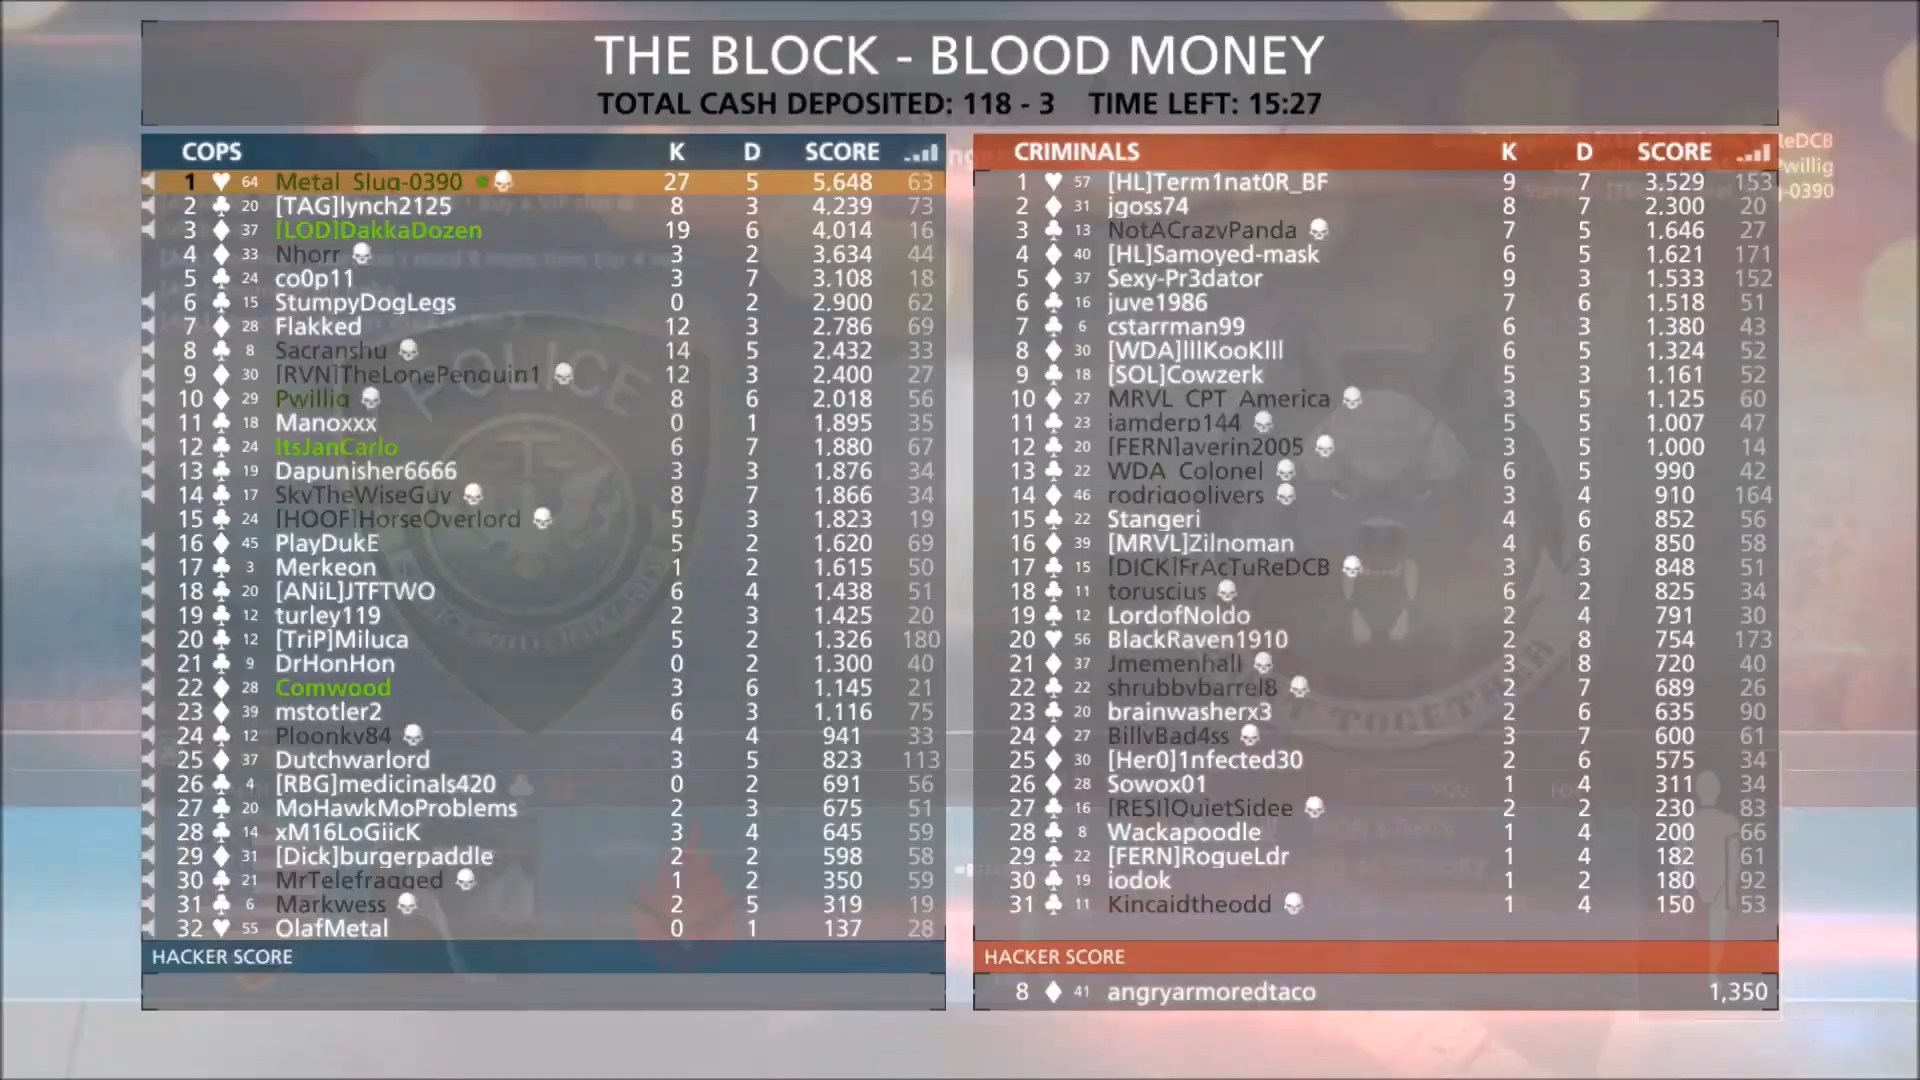 THE BLOCK - BLOOD MONEY
TOTAL CASH DEPOSITED: 118 - 3 TIME LEFT: 15:27
COPS K D SCORE
1 ♥ 64 Metal_Slug-0390 27 5 5.648 63
2 ♣ 20 [TAG]lynch2125 8 3 4.239 73
3 ♦ 37 [LOD]DakkaDozen 19 6 4.014 16
4 ♦ 33 Nhorr 3 2 3.634 44
5 ♣ 24 co0p11 3 7 3.108 18
6 ♣ 15 StumpyDogLegs 0 2 2.900 62
7 ♦ 28 Flakked 12 3 2.786 69
8 ♣ 8 Sacranshu 14 5 2.432 33
9 ♦ 30 [RVN]TheLonePenguin1 12 3 2.400 27
10 ♦ 29 Pwillig 8 6 2.018 56
11 ♣ 18 Manoxxx 0 1 1.895 35
12 ♣ 24 ItsJanCarlo 6 7 1.880 67
13 ♣ 19 Dapunisher6666 3 3 1.876 34
14 ♣ 17 SkyTheWiseGuy 8 7 1.866 34
15 ♣ 24 [HOOF]HorseOverlord 5 3 1.823 19
16 ♦ 45 PlayDukE 5 2 1.620 69
17 ♣ 3 Merkeon 1 2 1.615 50
18 ♣ 20 [ANiL]JTFTWO 6 4 1.438 51
19 ♣ 12 turley119 2 3 1.425 20
20 ♣ 12 [TriP]Miluca 5 2 1.326 180
21 ♣ 9 DrHonHon 0 2 1.300 40
22 ♦ 28 Comwood 3 6 1.145 21
23 ♦ 39 mstotler2 6 3 1.116 75
24 ♣ 12 Ploonky84 4 4 941 33
25 ♦ 37 Dutchwarlord 3 5 823 113
26 ♣ 4 [RBG]medicinals420 0 2 691 56
27 ♣ 20 MoHawkMoProblems 2 3 675 51
28 ♣ 14 xM16LoGiicK 3 4 645 59
29 ♦ 31 [Dick]burgerpaddle 2 2 598 58
30 ♣ 21 MrTelefragged 1 2 350 59
31 ♣ 6 Markwess 2 5 319 19
32 ♥ 55 OlafMetal 0 1 137 28
HACKER SCORE
CRIMINALS K D SCORE
1 ♥ 57 [HL]Term1nat0R_BF 9 7 3.529 153
2 ♦ 31 jgoss74 8 7 2.300 20
3 ♣ 13 NotACrazyPanda 7 5 1.646 27
4 ♦ 40 [HL]Samoyed-mask 6 5 1.621 171
5 ♦ 37 Sexy-Pr3dator 9 3 1.533 152
6 ♣ 16 juve1986 7 6 1.518 51
7 ♣ 6 cstarrman99 6 3 1.380 43
8 ♦ 30 [WDA]lllKooKlll 6 5 1.324 52
9 ♣ 18 [SOL]Cowzerk 5 3 1.161 52
10 ♦ 27 MRVL_CPT_America 3 5 1.125 60
11 ♣ 23 iamderp144 5 5 1.007 47
12 ♣ 20 [FERN]averin2005 3 5 1.000 14
13 ♣ 22 WDA_Colonel 6 5 990 42
14 ♦ 46 rodrigoolivers 3 4 910 164
15 ♣ 22 Stangeri 4 6 852 56
16 ♦ 39 [MRVL]Zilnoman 4 6 850 58
17 ♣ 15 [DICK]FrAcTuReDCB 3 3 848 51
18 ♣ 11 toruscius 6 2 825 34
19 ♣ 12 LordofNoldo 2 4 791 30
20 ♥ 56 BlackRaven1910 2 8 754 173
21 ♦ 37 Jmemenhall 3 8 720 40
22 ♣ 22 shrubbybarrel8 2 7 689 26
23 ♣ 20 brainwasherx3 2 6 635 90
24 ♦ 27 BillyBad4ss 3 7 600 61
25 ♦ 30 [Her0]1nfected30 2 6 575 34
26 ♦ 28 Sowox01 1 4 311 34
27 ♣ 16 [RESI]QuietSidee 2 2 230 83
28 ♣ 8 Wackapoodle 1 4 200 66
29 ♣ 22 [FERN]RogueLdr 1 4 182 61
30 ♣ 19 iodok 1 2 180 92
31 ♣ 11 Kincaidtheodd 1 4 150 53
HACKER SCORE
8 ♦ 41 angryarmoredtaco 1,350